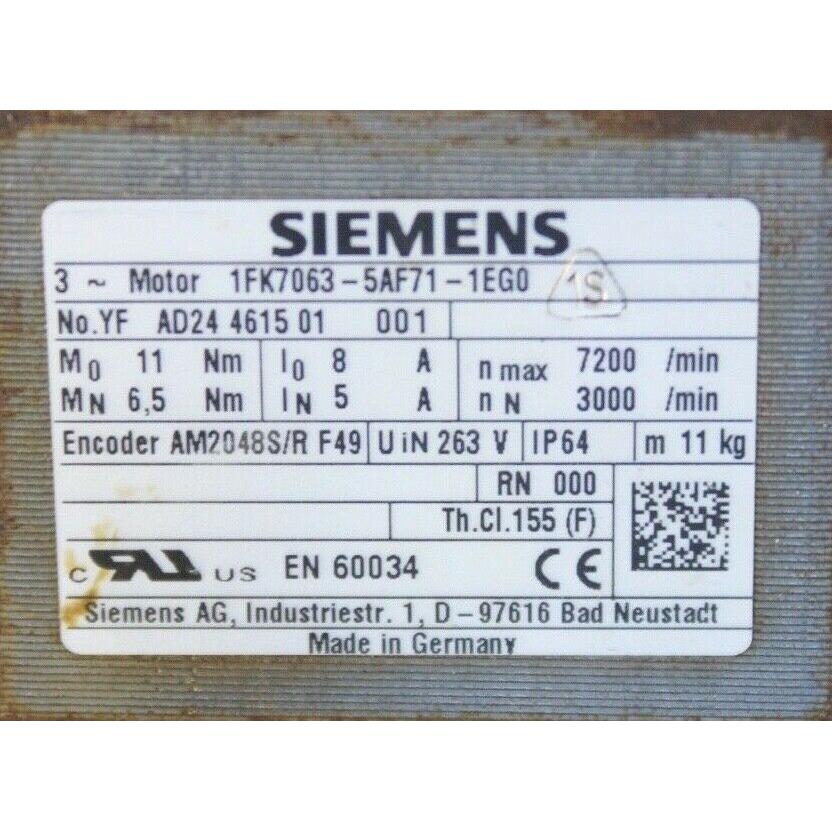 SIEMENS
3 ~ Motor 1FK7063-5AF71-1EG0 1S
No.YF AD24 4615 01 001
M0 11 Nm I0 8 A n max 7200 /min
MN 6,5 Nm IN 5 A n N 3000 /min
Encoder AM2048S/R F49 UiN 263 V IP64 m 11 kg
RN 000
Th.Cl.155 (F)
c RU US EN 60034 CE
Siemens AG, Industriestr. 1, D-97616 Bad Neustadt
Made in Germany